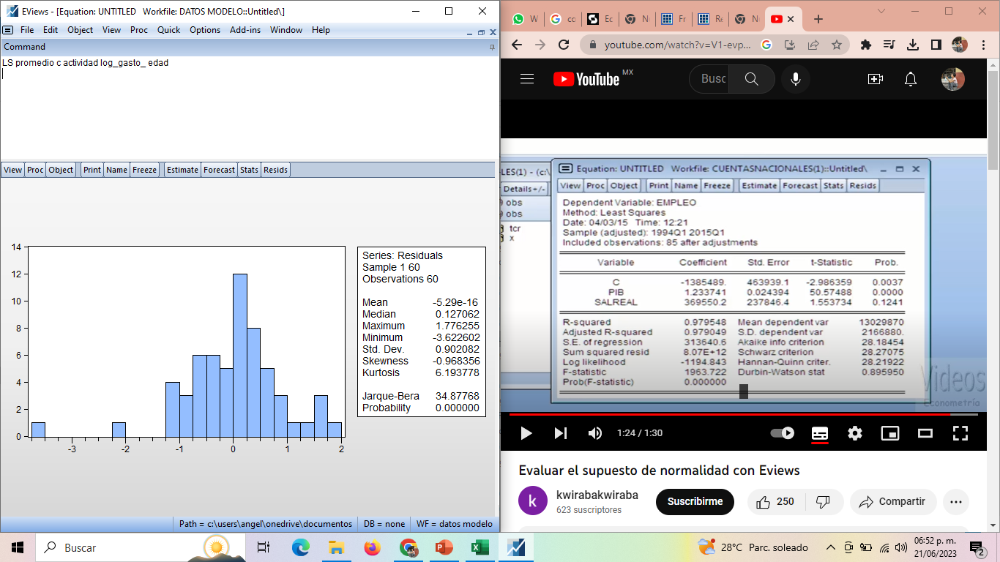 EViews - [Equation: UNTITLED   Workfile: DATOS MODELO::Untitled\]
File Edit Object View Proc Quick Options Add-ins Window Help
Command
LS promedio c actividad log_gasto_ edad
View Proc Object Print Name Freeze Estimate Forecast Stats Resids
14
12
10
8
6
4
2
0
-3 -2 -1 0 1 2
Series: Residuals
Sample 1 60
Observations 60
Mean -5.29e-16
Median 0.127062
Maximum 1.776255
Minimum -3.622602
Std. Dev. 0.902082
Skewness -0.968356
Kurtosis 6.193778
Jarque-Bera 34.87768
Probability 0.000000
Path = c:\users\angel\onedrive\documentos DB = none WF = datos modelo
W cc Ec N Fr Re N
youtube.com/watch?v=V1-evp...
YouTube MX
Busc
LES(1) - (c:\
Details+/-
obs
obs
tcr
x
Equation: UNTITLED   Workfile: CUENTASNACIONALES(1)::Untitled\
View Proc Object Print Name Freeze Estimate Forecast Stats Resids
Dependent Variable: EMPLEO
Method: Least Squares
Date: 04/03/15   Time: 12:21
Sample (adjusted): 1994Q1 2015Q1
Included observations: 85 after adjustments
Variable Coefficient Std. Error t-Statistic Prob.
C -1385489. 463939.1 -2.986359 0.0037
PIB 1.233741 0.024394 50.57488 0.0000
SALREAL 369550.2 237846.4 1.553734 0.1241
R-squared 0.979548 Mean dependent var 13029870
Adjusted R-squared 0.979049 S.D. dependent var 2166880.
S.E. of regression 313640.6 Akaike info criterion 28.18454
Sum squared resid 8.07E+12 Schwarz criterion 28.27075
Log likelihood -1194.843 Hannan-Quinn criter. 28.21922
F-statistic 1963.722 Durbin-Watson stat 0.895950
Prob(F-statistic) 0.000000
Videos
Econometría
1:24 / 1:30
Evaluar el supuesto de normalidad con Eviews
k kwirabakwiraba
623 suscriptores
Suscribirme
250
Compartir
Buscar
28°C Parc. soleado
06:52 p. m.
21/06/2023
2